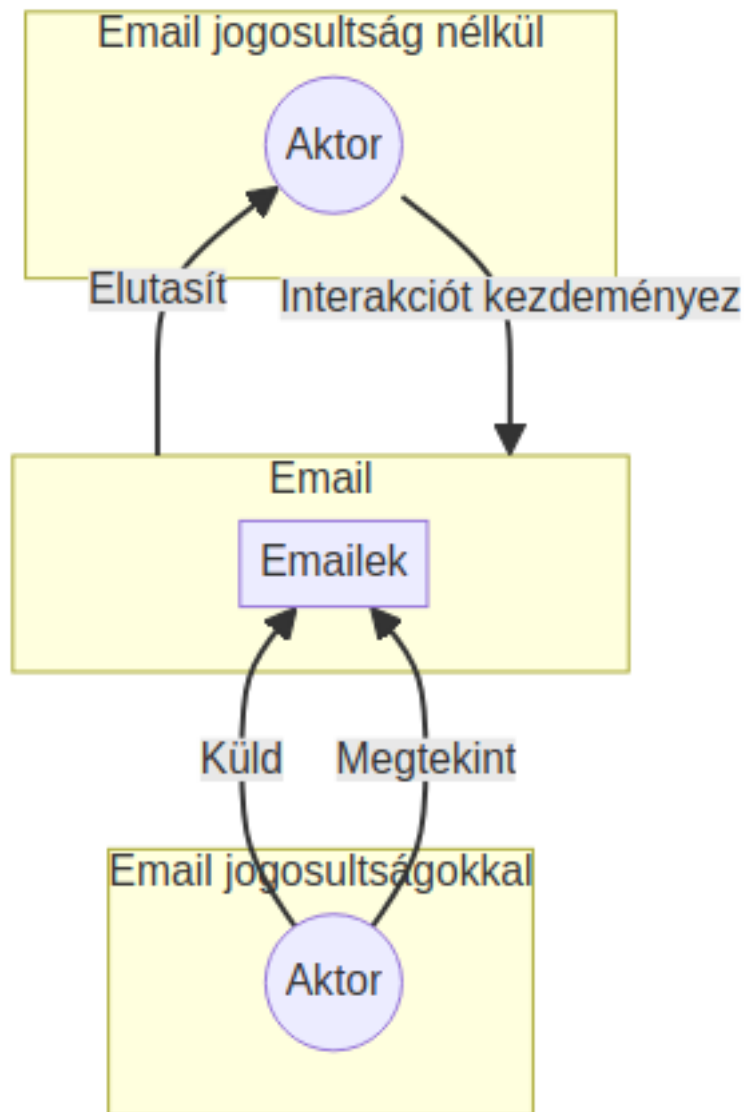 Email jogosultság nélkül
Aktor
Elutasít
Interakciót kezdeményez
Email
Emailek
Küld
Megtekint
Email jogosultságokkal
Aktor